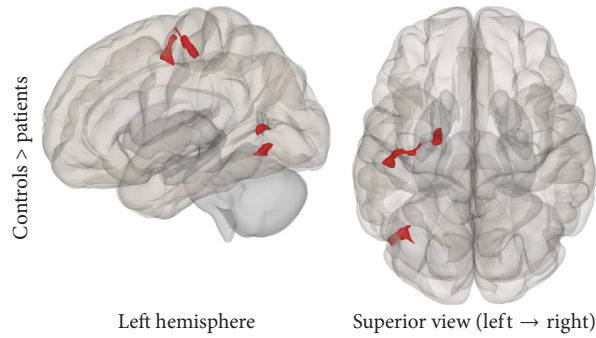 Controls > patients
Left hemisphere
Superior view (left → right)